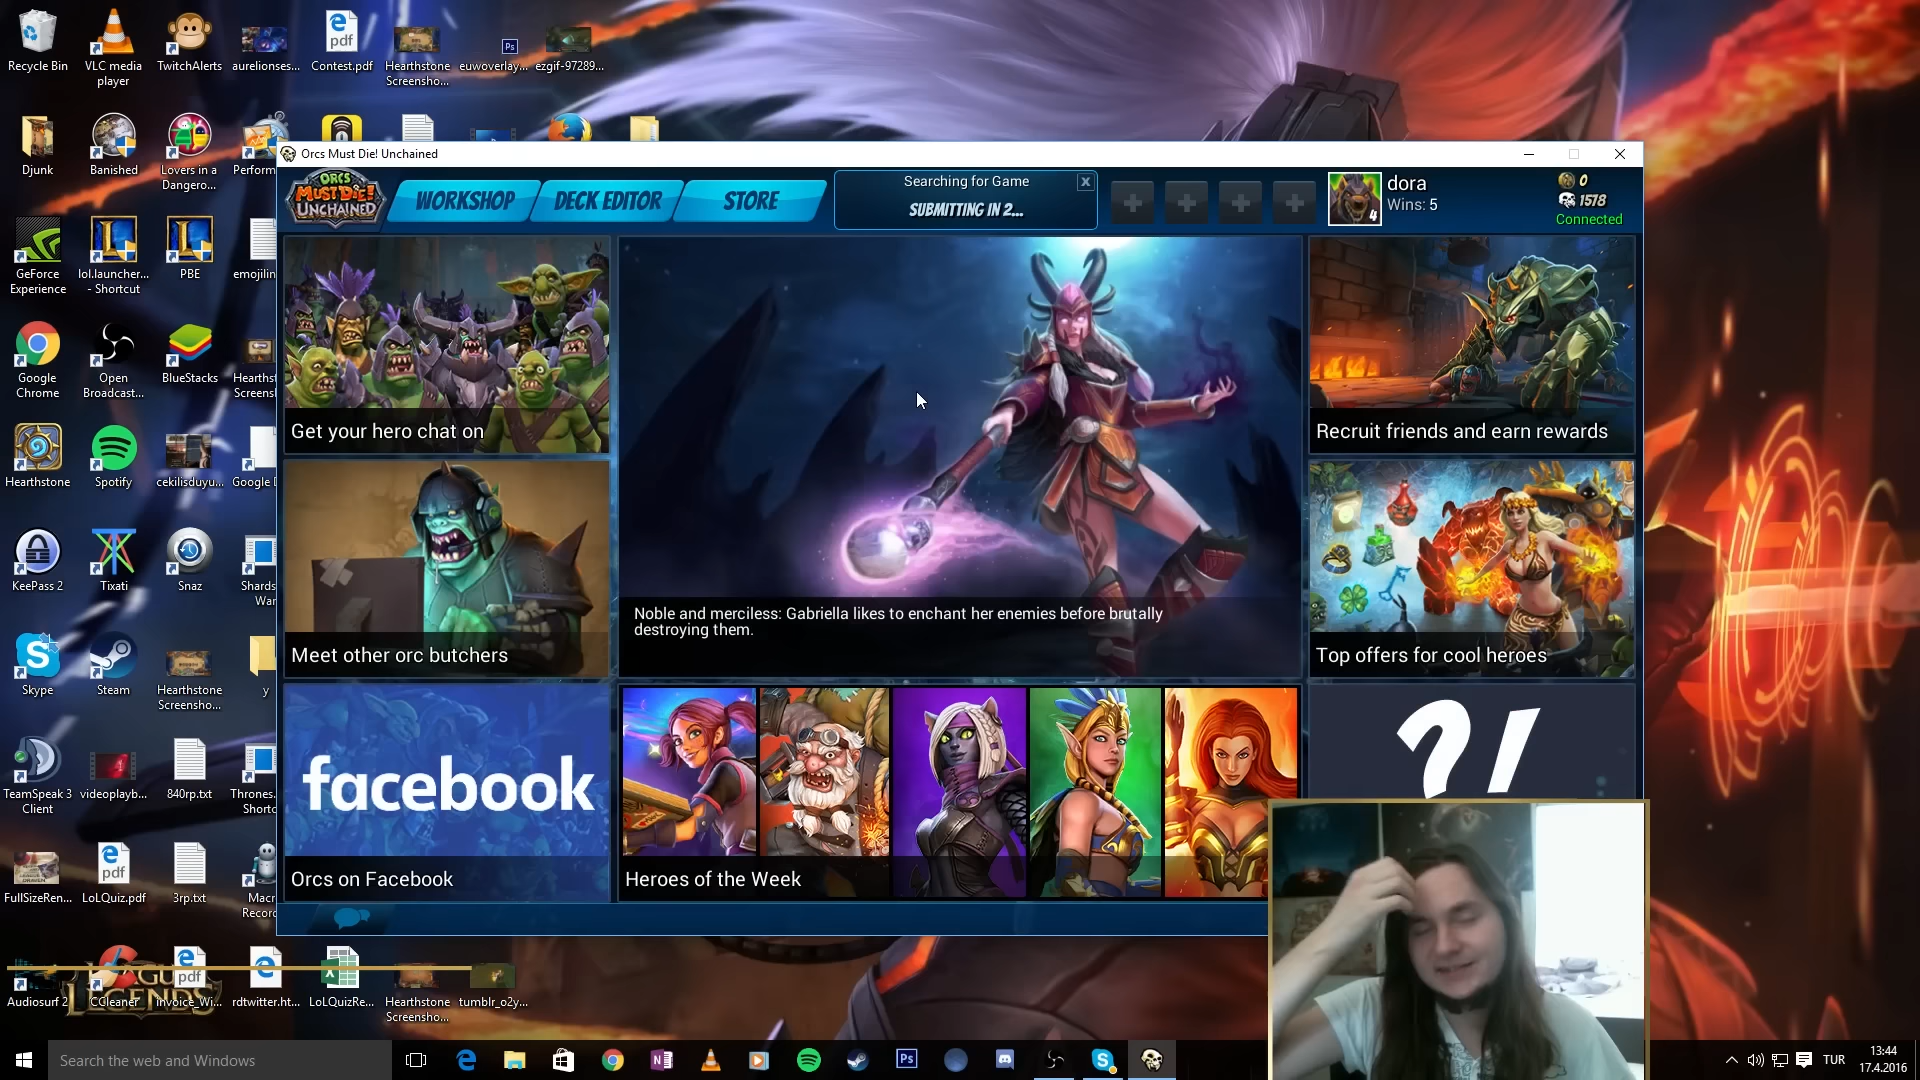 Recycle Bin
VLC media
player
TwitchAlerts
aurelionses...
Contest.pdf
Hearthstone
Screensho...
euwoverlay...
ezgif-97289...
Djunk
Banished
Lovers in a
Dangero...
Perform
GeForce
Experience
lol.launcher...
- Shortcut
PBE
emojilin
Google
Chrome
Open
Broadcast...
BlueStacks
Hearthst
Screensh
Hearthstone
Spotify
cekilisduyu...
Google D
KeePass 2
Tixati
Snaz
Shards
War
Skype
Steam
Hearthstone
Screensho...
y
TeamSpeak 3
Client
videoplayb...
840rp.txt
Thrones.
Shortc
FullSizeRen...
LoLQuiz.pdf
3rp.txt
Macr
Record
Audiosurf 2
CCleaner
invoice_Wi...
rdtwitter.ht...
LoLQuizRe...
Hearthstone
Screensho...
tumblr_o2y...
Orcs Must Die! Unchained
ORCS
MUST DIE!
UNCHAINED
WORKSHOP
DECK EDITOR
STORE
Searching for Game
X
SUBMITTING IN 2...
dora
Wins: 5
4
0
1578
Connected
Get your hero chat on
Meet other orc butchers
facebook
Orcs on Facebook
Noble and merciless: Gabriella likes to enchant her enemies before brutally
destroying them.
Heroes of the Week
Recruit friends and earn rewards
Top offers for cool heroes
?!
Search the web and Windows
TUR
13:44
17.4.2016